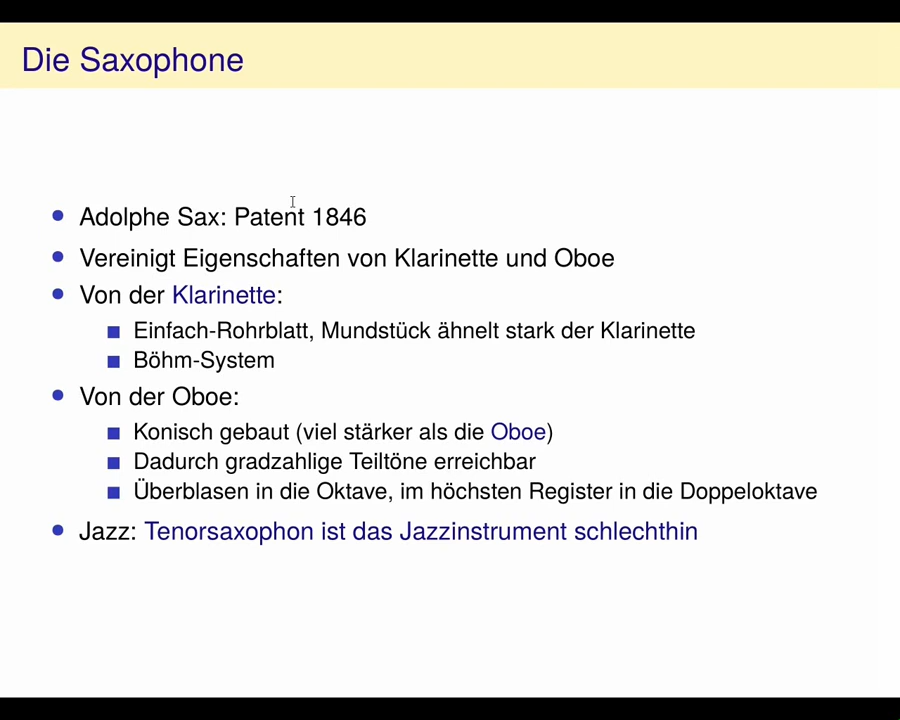 Die Saxophone
Adolphe Sax: Patent 1846
Vereinigt Eigenschaften von Klarinette und Oboe
Von der Klarinette:
Einfach-Rohrblatt, Mundstück ähnelt stark der Klarinette
Böhm-System
Von der Oboe:
Konisch gebaut (viel stärker als die Oboe)
Dadurch gradzahlige Teiltöne erreichbar
Überblasen in die Oktave, im höchsten Register in die Doppeloktave
Jazz: Tenorsaxophon ist das Jazzinstrument schlechthin